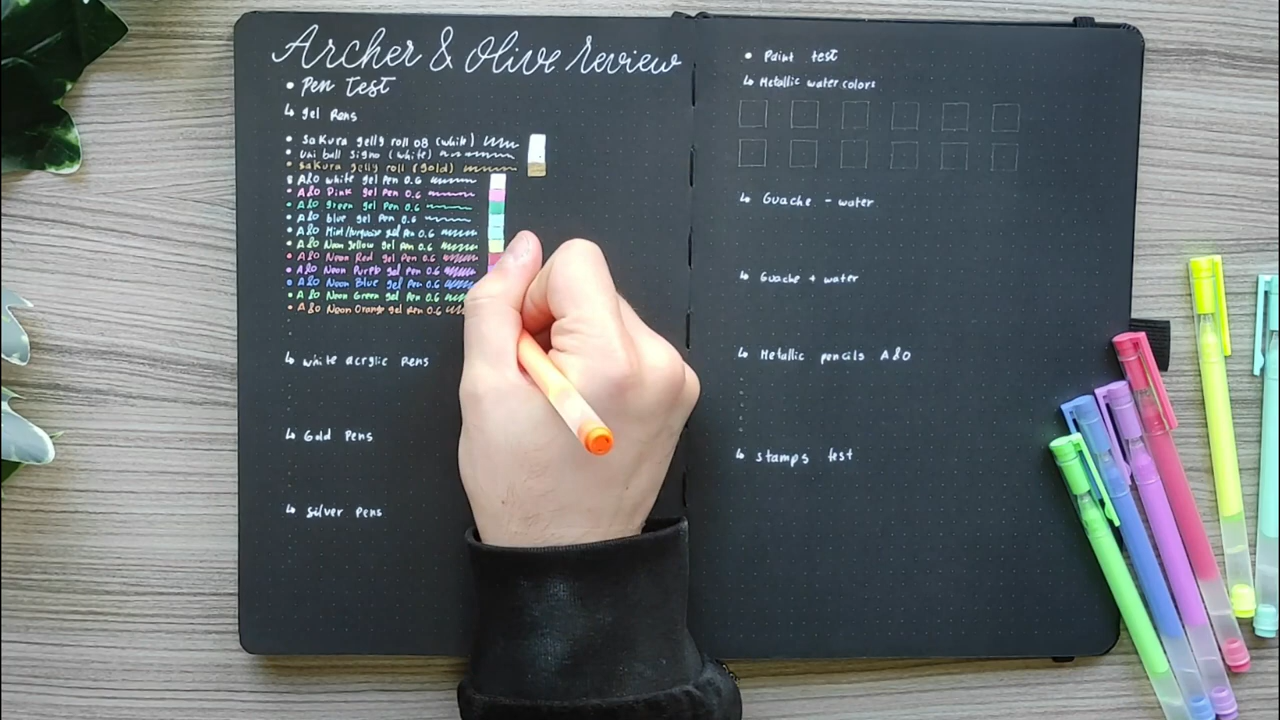 Archer & Olive review
• Pen Test
↳ gel Pens
• Sakura gelly roll 08 (white)
• Uni ball Signo (white)
• Sakura gelly roll (gold)
• A&O white gel Pen 0.6
• A&O Pink gel Pen 0.6
• A&O green gel Pen 0.6
• A&O blue gel Pen 0.6
• A&O Mint/turquoise gel Pen 0.6
• A&O Neon yellow gel Pen 0.6
• A&O Neon Red gel Pen 0.6
• A&O Neon Purple gel Pen 0.6
• A&O Neon Blue gel Pen 0.6
• A&O Neon Green gel Pen 0.6
• A&O Neon Orange gel Pen 0.6
↳ white acrylic Pens
↳ Gold Pens
↳ Silver Pens
• Paint test
↳ Metallic water colors
↳ Guache - water
↳ Guache + water
↳ Metallic pencils A&O
↳ stamps test